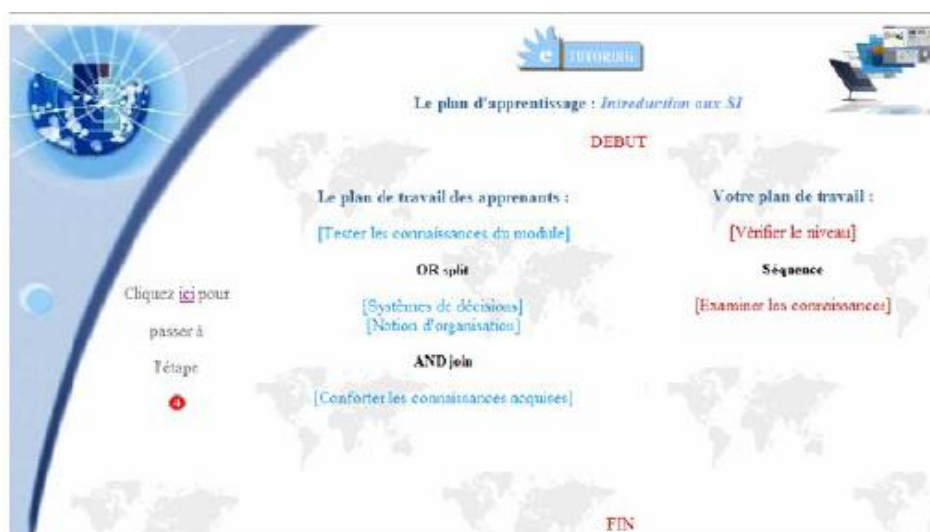 e TUTORING
Le plan d'apprentissage : Introduction aux SI
DEBUT
Le plan de travail des apprenants :
[Tester les connaissances du module]
OR split
[Systèmes de décisions]
[Notion d'organisation]
AND join
[Conforter les connaissances acquises]
Votre plan de travail :
[Vérifier le niveau]
Séquence
[Examiner les connaissances]
Cliquez ici pour
passer à
l'étape
4
FIN